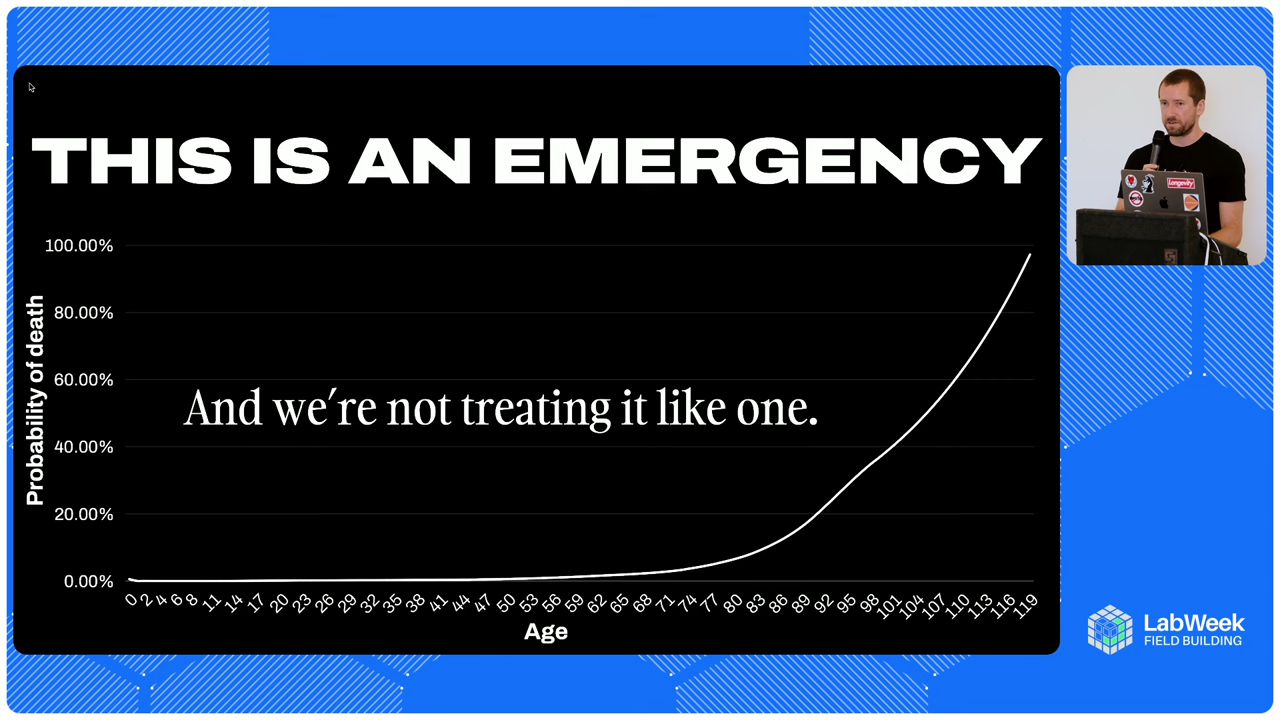 THIS IS AN EMERGENCY
100.00%
80.00%
60.00%
40.00%
20.00%
0.00%
Probability of death
And we´re not treating it like one.
0 2 4 6 8 11 14 17 20 23 26 29 32 35 38 41 44 47 50 53 56 59 62 65 68 71 74 77 80 83 86 89 92 95 98 101 104 107 110 113 116 119
Age
Longevity
LabWeek
FIELD BUILDING